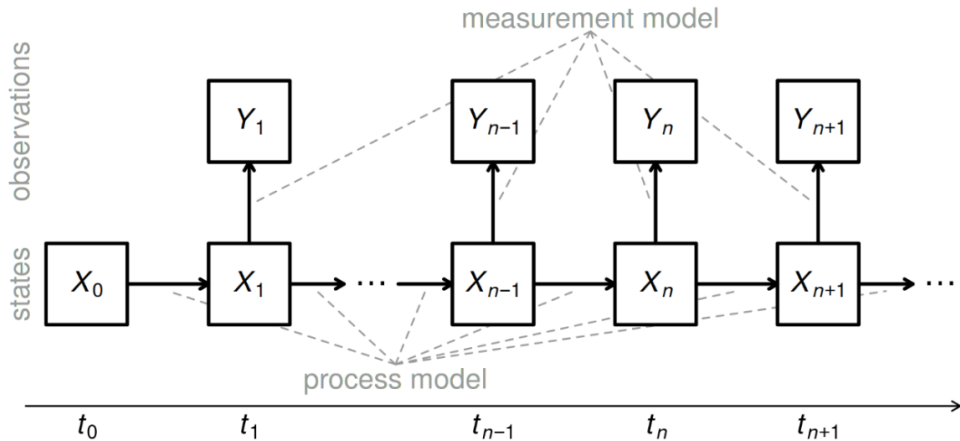 measurement model
observations
Y₁ Yₙ₋₁ Yₙ Yₙ₊₁
states
X₀ X₁ ⋯ Xₙ₋₁ Xₙ Xₙ₊₁ ⋯
process model
t₀ t₁ tₙ₋₁ tₙ tₙ₊₁